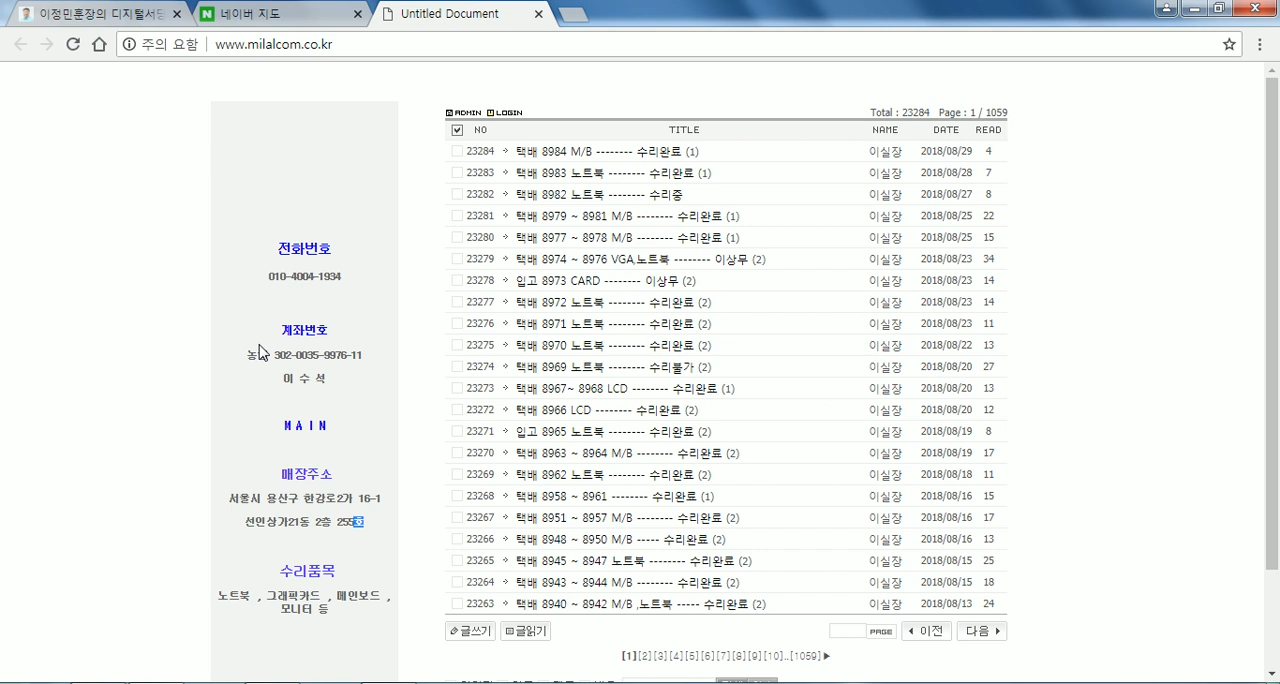 이정민훈장의 디지털서당
네이버 지도
Untitled Document
주의 요함 www.milalcom.co.kr
전화번호
010-4004-1934
계좌번호
302-0035-9976-11
이 수 석
MAIN
매장주소
서울시 용산구 한강로2가 16-1
선인상가21동 2층 255호
수리품목
노트북 , 그래픽카드 , 메인보드 ,
모니터 등
ADMIN LOGIN Total : 23284 Page : 1 / 1059
NO TITLE NAME DATE READ
23284 택배 8984 M/B -------- 수리완료 (1) 이실장 2018/08/29 4
23283 택배 8983 노트북 -------- 수리완료 (1) 이실장 2018/08/28 7
23282 택배 8982 노트북 -------- 수리중 이실장 2018/08/27 8
23281 택배 8979 ~ 8981 M/B -------- 수리완료 (1) 이실장 2018/08/25 22
23280 택배 8977 ~ 8978 M/B -------- 수리완료 (1) 이실장 2018/08/25 15
23279 택배 8974 ~ 8976 VGA,노트북 -------- 이상무 (2) 이실장 2018/08/23 34
23278 입고 8973 CARD -------- 이상무 (2) 이실장 2018/08/23 14
23277 택배 8972 노트북 -------- 수리완료 (2) 이실장 2018/08/23 14
23276 택배 8971 노트북 -------- 수리완료 (2) 이실장 2018/08/23 11
23275 택배 8970 노트북 -------- 수리완료 (2) 이실장 2018/08/22 13
23274 택배 8969 노트북 -------- 수리불가 (2) 이실장 2018/08/20 27
23273 택배 8967~ 8968 LCD -------- 수리완료 (1) 이실장 2018/08/20 13
23272 택배 8966 LCD -------- 수리완료 (2) 이실장 2018/08/20 12
23271 입고 8965 노트북 -------- 수리완료 (2) 이실장 2018/08/19 8
23270 택배 8963 ~ 8964 M/B -------- 수리완료 (2) 이실장 2018/08/19 17
23269 택배 8962 노트북 -------- 수리완료 (2) 이실장 2018/08/18 11
23268 택배 8958 ~ 8961 -------- 수리완료 (1) 이실장 2018/08/16 15
23267 택배 8951 ~ 8957 M/B -------- 수리완료 (2) 이실장 2018/08/16 17
23266 택배 8948 ~ 8950 M/B ----- 수리완료 (2) 이실장 2018/08/16 13
23265 택배 8945 ~ 8947 노트북 -------- 수리완료 (2) 이실장 2018/08/15 25
23264 택배 8943 ~ 8944 M/B -------- 수리완료 (2) 이실장 2018/08/15 18
23263 택배 8940 ~ 8942 M/B ,노트북 ----- 수리완료 (2) 이실장 2018/08/13 24
글쓰기 글읽기 PAGE 이전 다음
[1][2][3][4][5][6][7][8][9][10]..[1059]